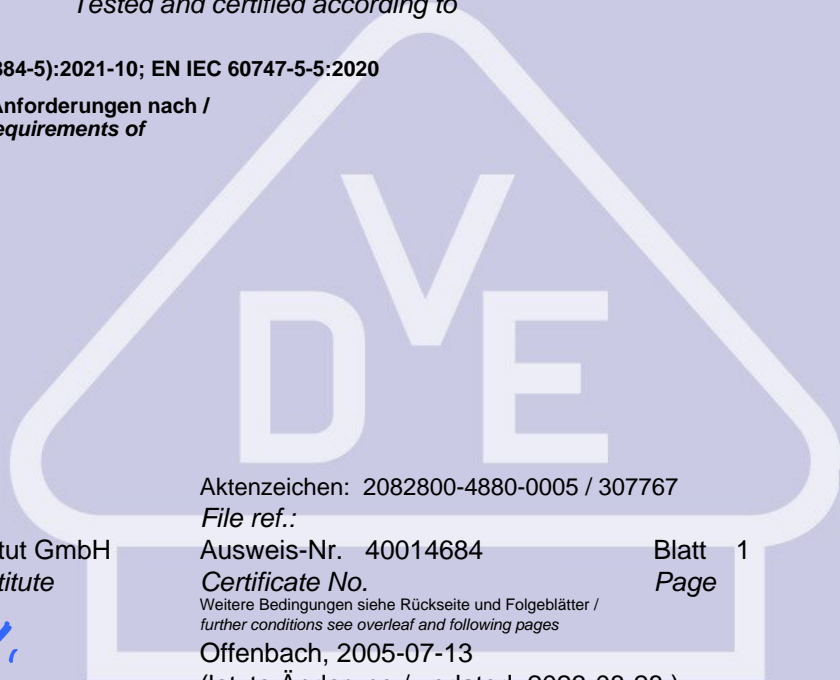 Tested and certified according to
884-5):2021-10; EN IEC 60747-5-5:2020
Anforderungen nach /
equirements of
DVE
Aktenzeichen: 2082800-4880-0005 / 307767
File ref.:
tut GmbH Ausweis-Nr. 40014684 Blatt 1
titute Certificate No. Page
Weitere Bedingungen siehe Rückseite und Folgeblätter /
further conditions see overleaf and following pages
Offenbach, 2005-07-13